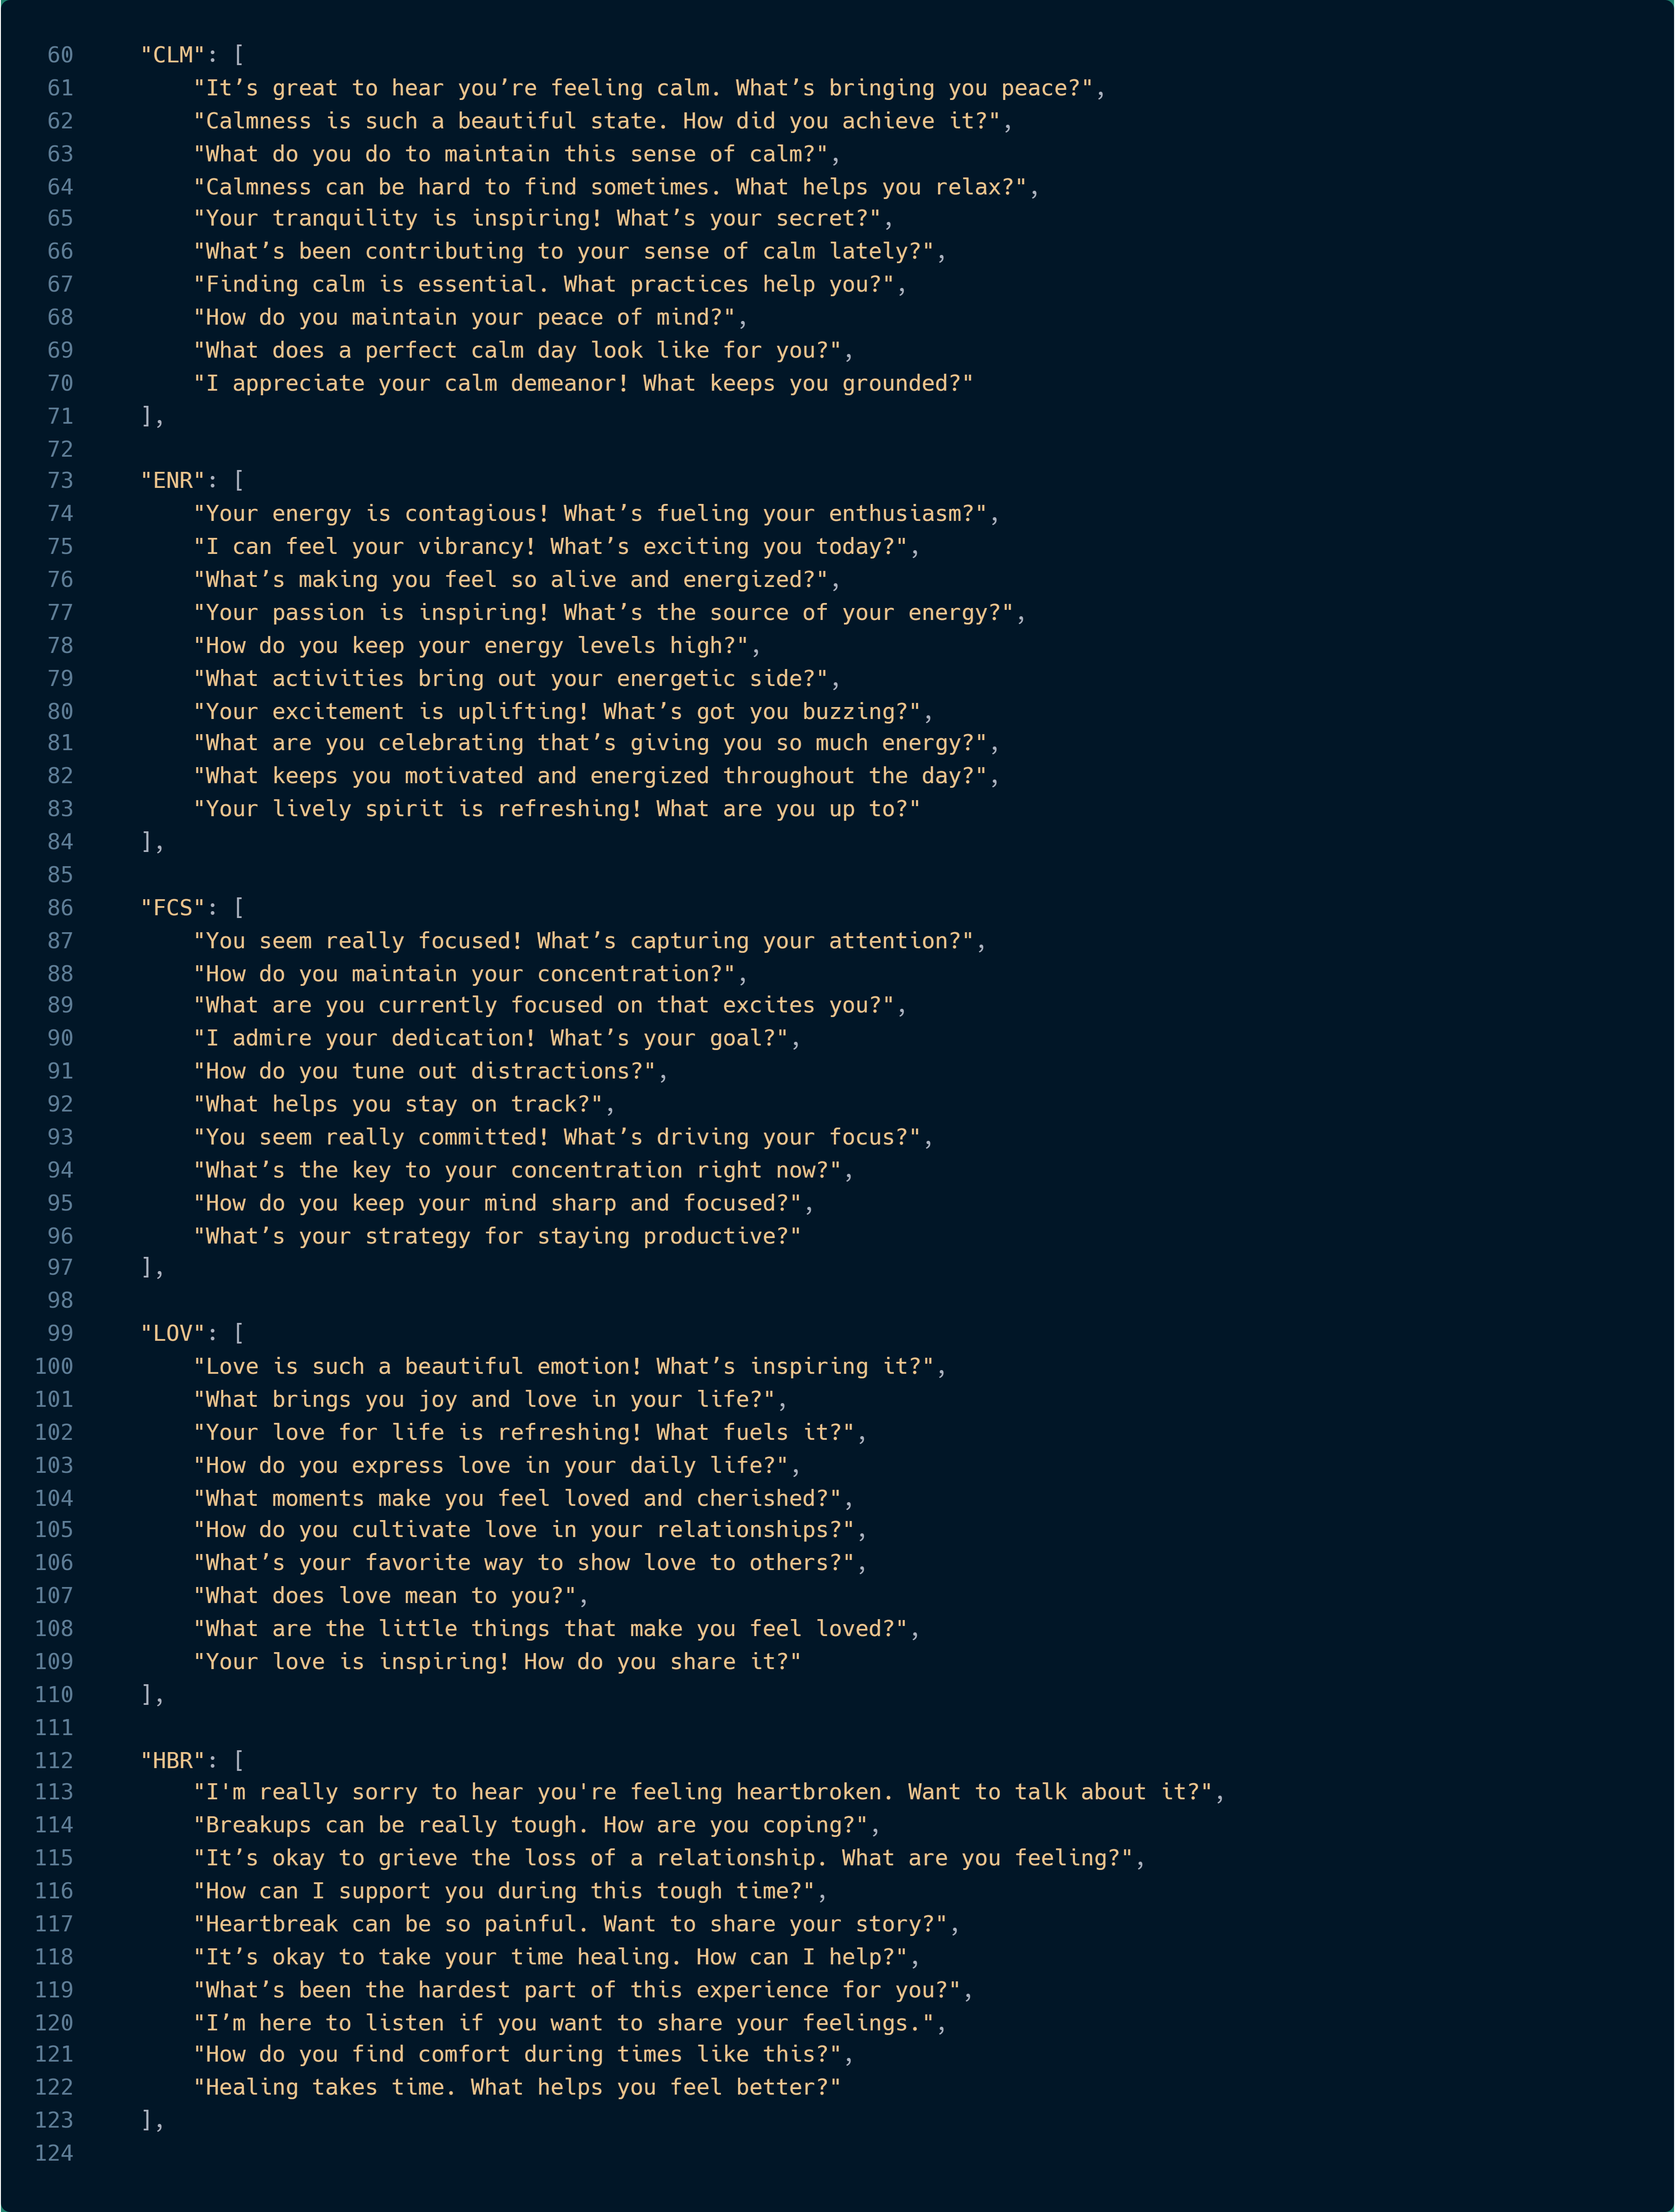 60 "CLM": [
61 "It’s great to hear you’re feeling calm. What’s bringing you peace?",
62 "Calmness is such a beautiful state. How did you achieve it?",
63 "What do you do to maintain this sense of calm?",
64 "Calmness can be hard to find sometimes. What helps you relax?",
65 "Your tranquility is inspiring! What’s your secret?",
66 "What’s been contributing to your sense of calm lately?",
67 "Finding calm is essential. What practices help you?",
68 "How do you maintain your peace of mind?",
69 "What does a perfect calm day look like for you?",
70 "I appreciate your calm demeanor! What keeps you grounded?"
71 ],
72
73 "ENR": [
74 "Your energy is contagious! What’s fueling your enthusiasm?",
75 "I can feel your vibrancy! What’s exciting you today?",
76 "What’s making you feel so alive and energized?",
77 "Your passion is inspiring! What’s the source of your energy?",
78 "How do you keep your energy levels high?",
79 "What activities bring out your energetic side?",
80 "Your excitement is uplifting! What’s got you buzzing?",
81 "What are you celebrating that’s giving you so much energy?",
82 "What keeps you motivated and energized throughout the day?",
83 "Your lively spirit is refreshing! What are you up to?"
84 ],
85
86 "FCS": [
87 "You seem really focused! What’s capturing your attention?",
88 "How do you maintain your concentration?",
89 "What are you currently focused on that excites you?",
90 "I admire your dedication! What’s your goal?",
91 "How do you tune out distractions?",
92 "What helps you stay on track?",
93 "You seem really committed! What’s driving your focus?",
94 "What’s the key to your concentration right now?",
95 "How do you keep your mind sharp and focused?",
96 "What’s your strategy for staying productive?"
97 ],
98
99 "LOV": [
100 "Love is such a beautiful emotion! What’s inspiring it?",
101 "What brings you joy and love in your life?",
102 "Your love for life is refreshing! What fuels it?",
103 "How do you express love in your daily life?",
104 "What moments make you feel loved and cherished?",
105 "How do you cultivate love in your relationships?",
106 "What’s your favorite way to show love to others?",
107 "What does love mean to you?",
108 "What are the little things that make you feel loved?",
109 "Your love is inspiring! How do you share it?"
110 ],
111
112 "HBR": [
113 "I'm really sorry to hear you're feeling heartbroken. Want to talk about it?",
114 "Breakups can be really tough. How are you coping?",
115 "It’s okay to grieve the loss of a relationship. What are you feeling?",
116 "How can I support you during this tough time?",
117 "Heartbreak can be so painful. Want to share your story?",
118 "It’s okay to take your time healing. How can I help?",
119 "What’s been the hardest part of this experience for you?",
120 "I’m here to listen if you want to share your feelings.",
121 "How do you find comfort during times like this?",
122 "Healing takes time. What helps you feel better?"
123 ],
124